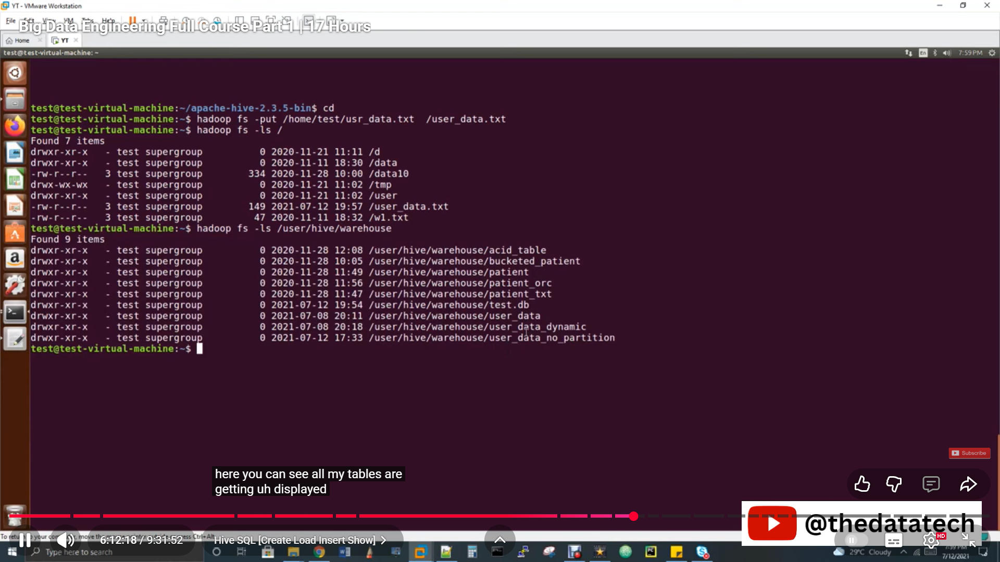 YT - VMware Workstation
File Edit View VM Tabs Help
Big Data Engineering Full Course Part 1 | 17 Hours
Home YT
test@test-virtual-machine: ~ En 7:59 PM
test@test-virtual-machine:~/apache-hive-2.3.5-bin$ cd
test@test-virtual-machine:~$ hadoop fs -put /home/test/usr_data.txt  /user_data.txt
test@test-virtual-machine:~$ hadoop fs -ls /
Found 7 items
drwxr-xr-x   - test supergroup          0 2020-11-21 11:11 /d
drwxr-xr-x   - test supergroup          0 2020-11-11 18:30 /data
-rw-r--r--   3 test supergroup        334 2020-11-28 10:00 /data10
drwx-wx-wx   - test supergroup          0 2020-11-21 11:02 /tmp
drwxr-xr-x   - test supergroup          0 2020-11-21 11:02 /user
-rw-r--r--   3 test supergroup        149 2021-07-12 19:57 /user_data.txt
-rw-r--r--   3 test supergroup         47 2020-11-11 18:32 /w1.txt
test@test-virtual-machine:~$ hadoop fs -ls /user/hive/warehouse
Found 9 items
drwxr-xr-x   - test supergroup          0 2020-11-28 12:08 /user/hive/warehouse/acid_table
drwxr-xr-x   - test supergroup          0 2020-11-28 10:05 /user/hive/warehouse/bucketed_patient
drwxr-xr-x   - test supergroup          0 2020-11-28 11:49 /user/hive/warehouse/patient
drwxr-xr-x   - test supergroup          0 2020-11-28 11:56 /user/hive/warehouse/patient_orc
drwxr-xr-x   - test supergroup          0 2020-11-28 11:47 /user/hive/warehouse/patient_txt
drwxr-xr-x   - test supergroup          0 2021-07-12 19:54 /user/hive/warehouse/test.db
drwxr-xr-x   - test supergroup          0 2021-07-08 20:11 /user/hive/warehouse/user_data
drwxr-xr-x   - test supergroup          0 2021-07-08 20:18 /user/hive/warehouse/user_data_dynamic
drwxr-xr-x   - test supergroup          0 2021-07-12 17:33 /user/hive/warehouse/user_data_no_partition
test@test-virtual-machine:~$
Subscribe
here you can see all my tables are
getting uh displayed
@thedatatech
6:12:18 / 9:31:52 Hive SQL [Create Load Insert Show] HD
Type here to search 29°C Cloudy
7/12/2021